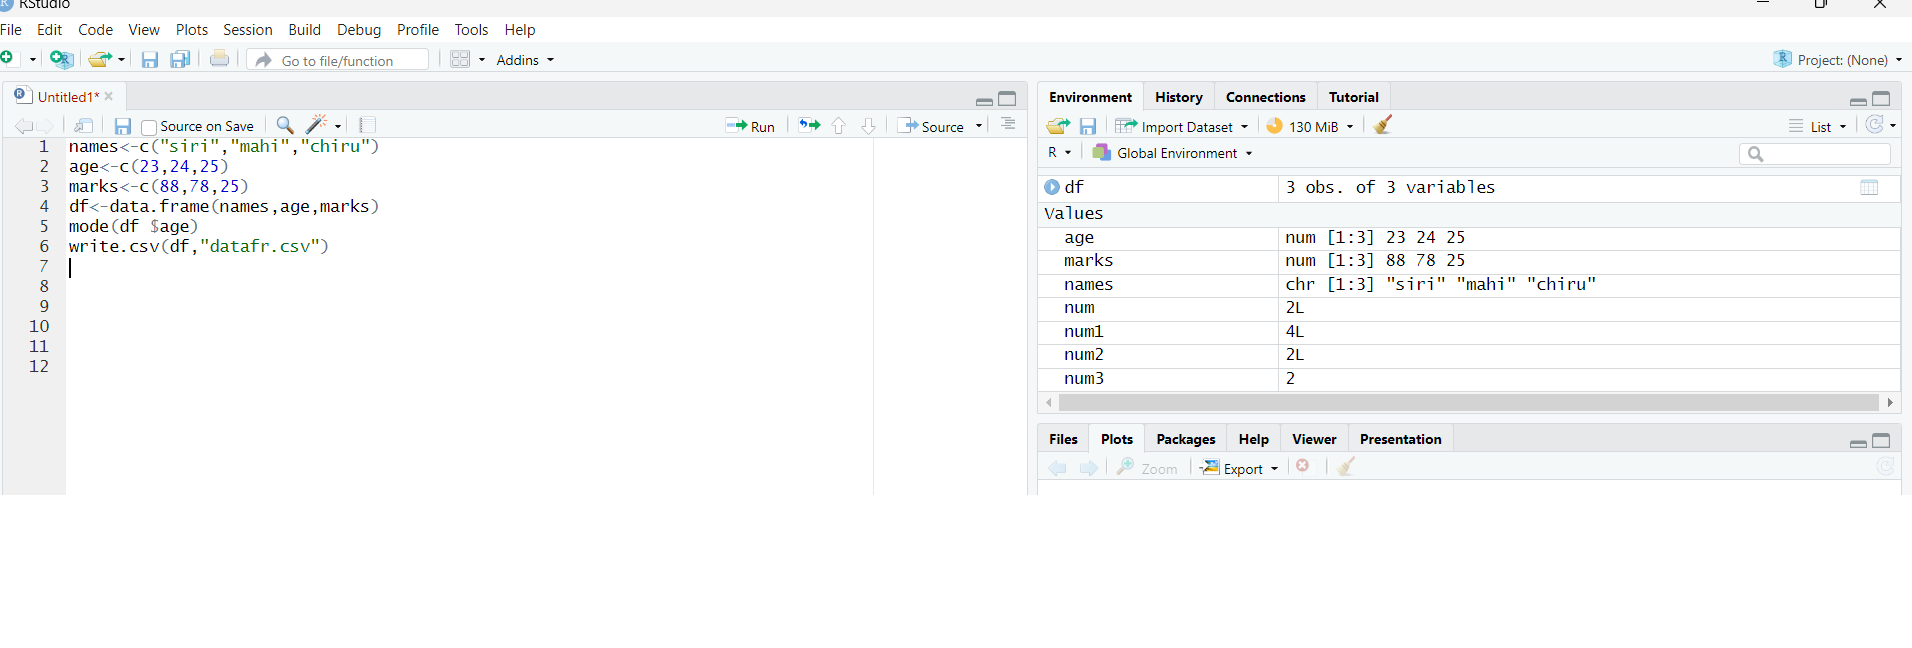 RStudio
File Edit Code View Plots Session Build Debug Profile Tools Help
Go to file/function Addins Project: (None)
Untitled1*
Source on Save Run Source
1 names<-c("siri","mahi","chiru")
2 age<-c(23,24,25)
3 marks<-c(88,78,25)
4 df<-data.frame(names,age,marks)
5 mode(df $age)
6 write.csv(df,"datafr.csv")
7
8
9
10
11
12
Environment History Connections Tutorial
Import Dataset 130 MiB List
R Global Environment
df 3 obs. of 3 variables
Values
age num [1:3] 23 24 25
marks num [1:3] 88 78 25
names chr [1:3] "siri" "mahi" "chiru"
num 2L
num1 4L
num2 2L
num3 2
Files Plots Packages Help Viewer Presentation
Zoom Export